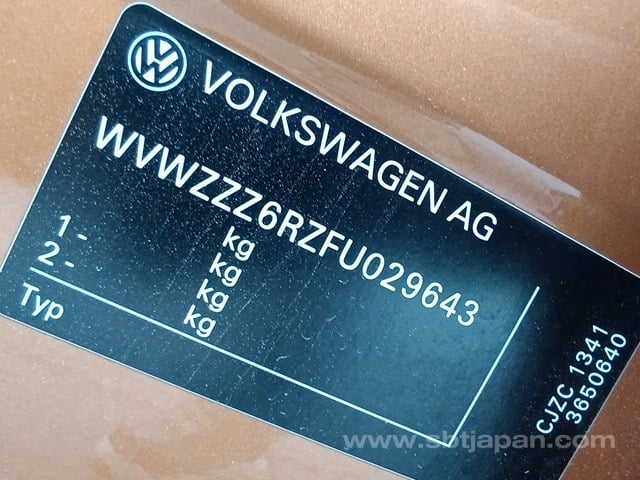 VOLKSWAGEN AG
WVWZZZ6RZFU029643
kg
1 - kg
2 - kg
kg
Typ
CJZC 1341
3650640
www.sbtjapan.com